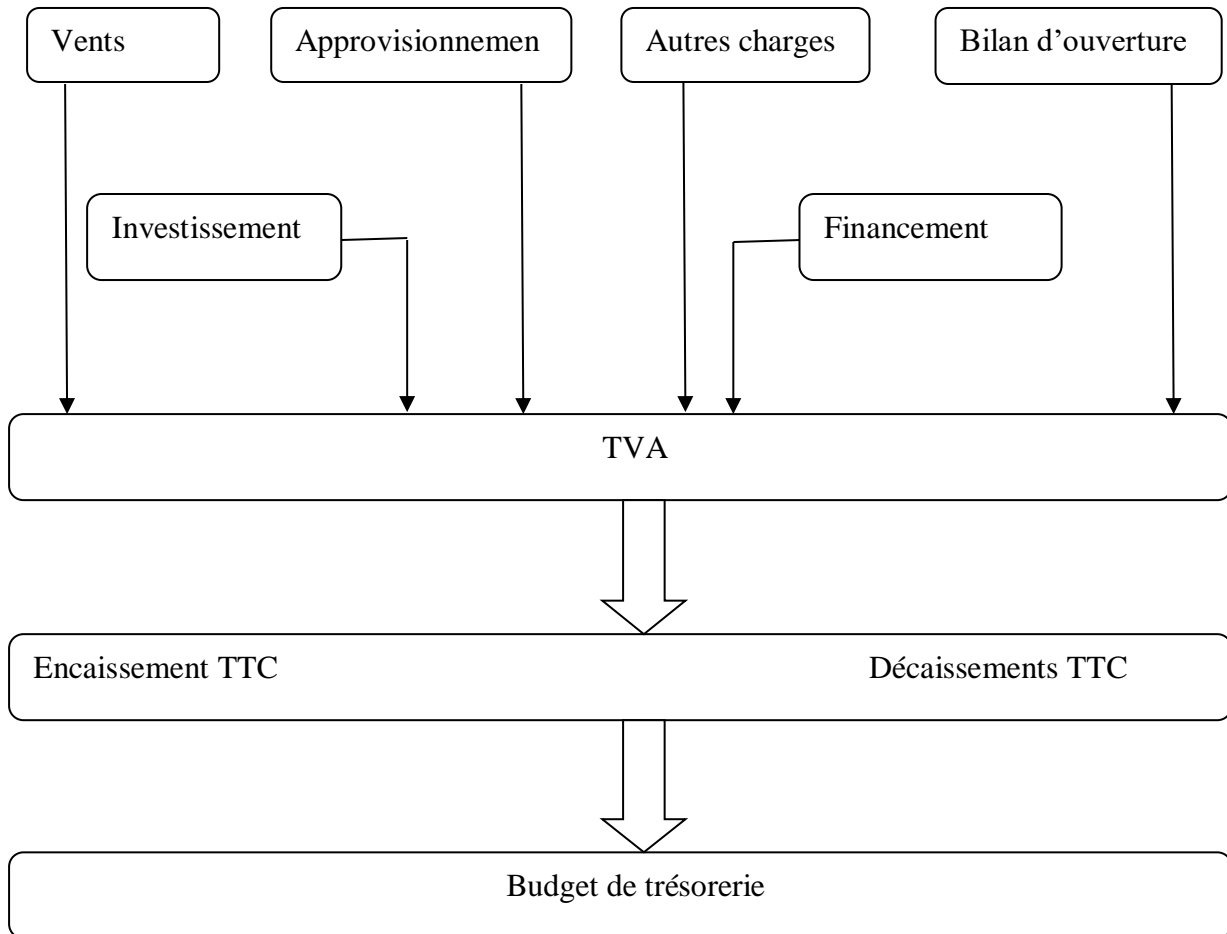 Vents
Approvisionnemen
Autres charges
Bilan d’ouverture
Investissement
Financement
TVA
Encaissement TTC
Décaissements TTC
Budget de trésorerie